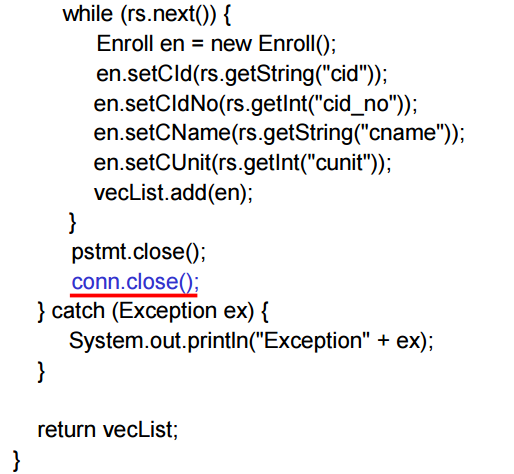 while (rs.next()) {
Enroll en = new Enroll();
en.setCId(rs.getString("cid"));
en.setCIdNo(rs.getInt("cid_no"));
en.setCName(rs.getString("cname"));
en.setCUnit(rs.getInt("cunit"));
vecList.add(en);
}
pstmt.close();
conn.close();
} catch (Exception ex) {
System.out.println("Exception" + ex);
}
return vecList;
}